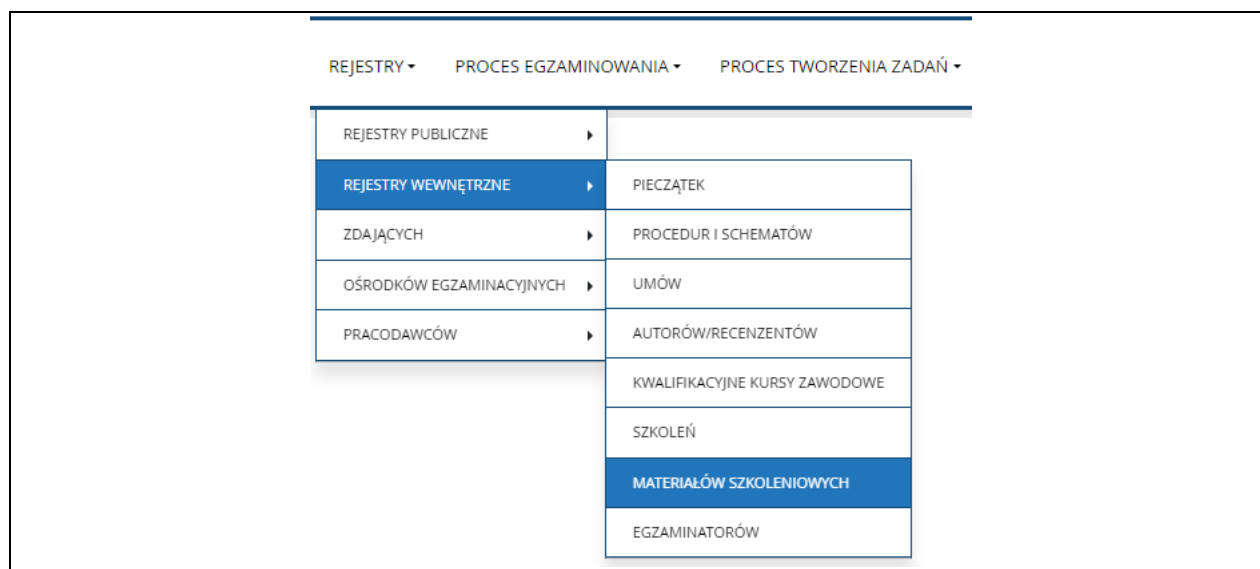 REJESTRY PROCES EGZAMINOWANIA PROCES TWORZENIA ZADAŃ
REJESTRY PUBLICZNE
REJESTRY WEWNĘTRZNE
ZDAJĄCYCH
OŚRODKÓW EGZAMINACYJNYCH
PRACODAWCÓW
PIECZĄTEK
PROCEDUR I SCHEMATÓW
UMÓW
AUTORÓW/RECENZENTÓW
KWALIFIKACYJNE KURSY ZAWODOWE
SZKOLEŃ
MATERIAŁÓW SZKOLENIOWYCH
EGZAMINATORÓW